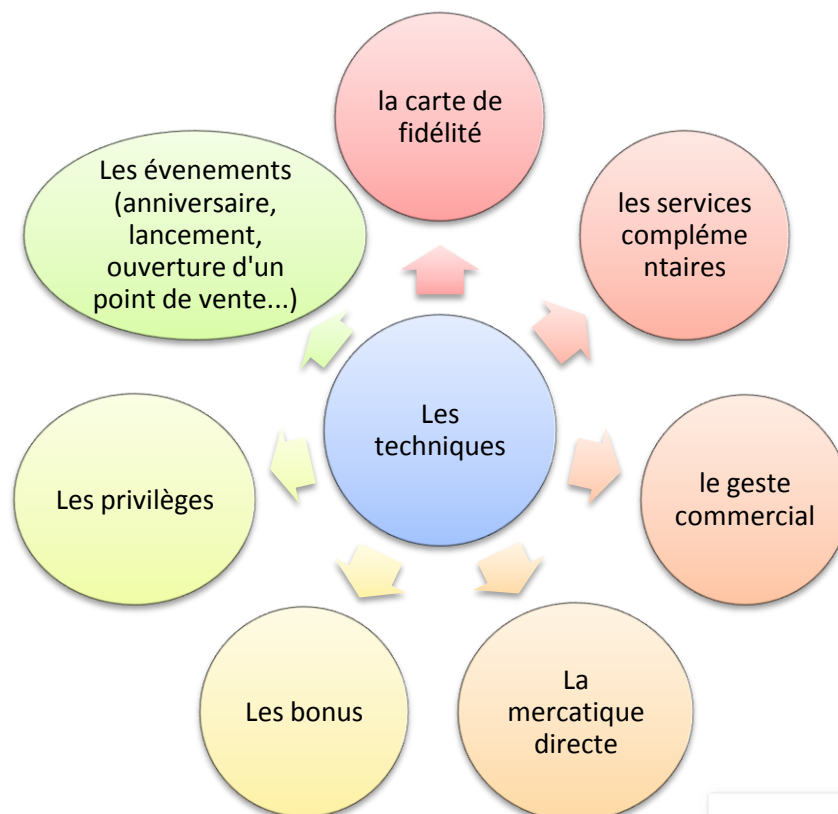 la carte de
fidélité
les services
compléme
ntaires
le geste
commercial
La
mercatique
directe
Les bonus
Les privilèges
Les évenements
(anniversaire,
lancement,
ouverture d'un
point de vente...)
Les
techniques